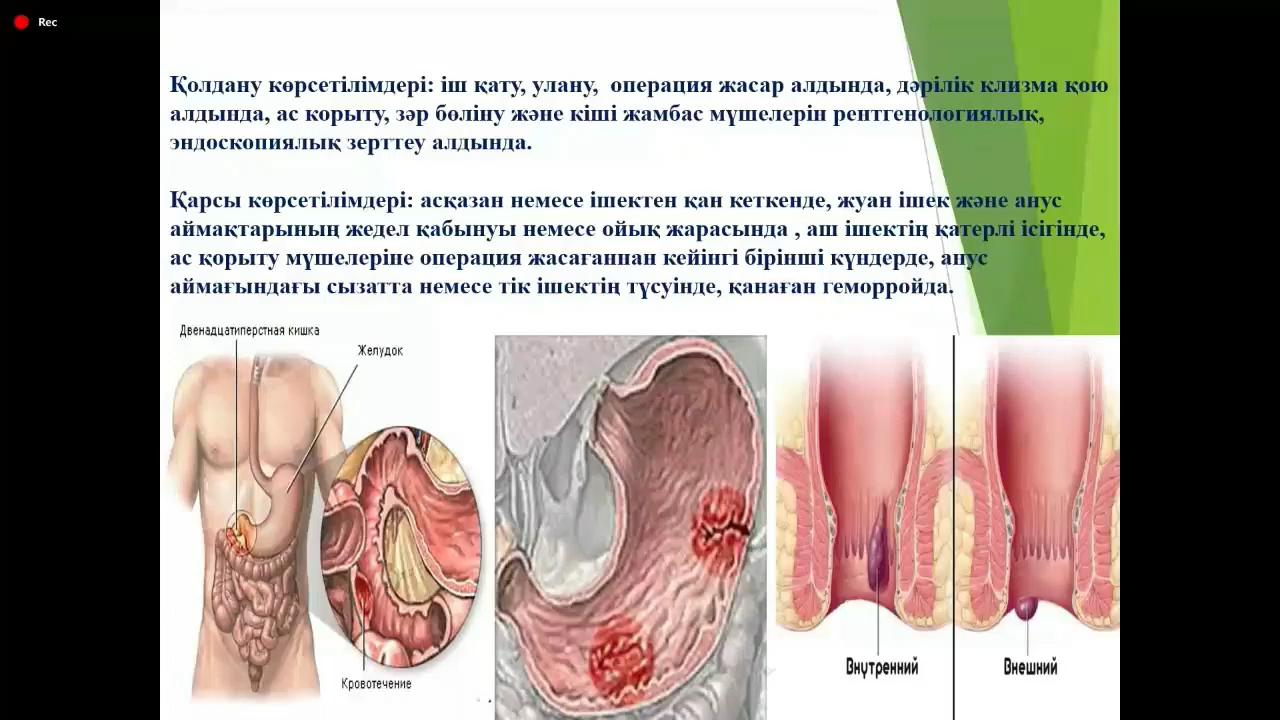 Rec
Қолдану көрсетілімдері: іш қату, улану, операция жасар алдында, дәрілік клизма қою
алдында, ас қорыту, зәр бөліну және кіші жамбас мүшелерін рентгенологиялық,
эндоскопиялық зерттеу алдында.
Қарсы көрсетілімдері: асқазан немесе ішектен қан кеткенде, жуан ішек және анус
аймақтарының жедел қабынуы немесе ойық жарасында , аш ішектің қатерлі ісігінде,
ас қорыту мүшелеріне операция жасағаннан кейінгі бірінші күндерде, анус
аймағындағы сызатта немесе тік ішектің түсуінде, қанаған геморройда.
Двенадцатиперстная кишка
Желудок
Кровотечение
Внутренний
Внешний